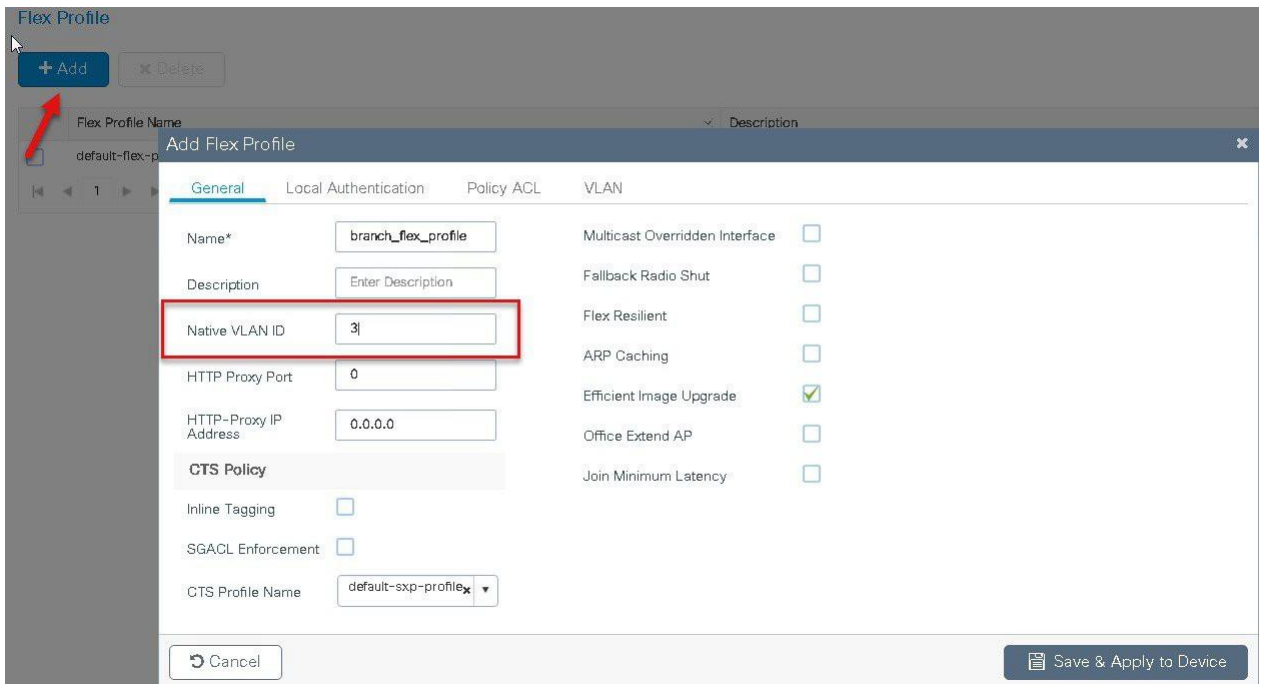 Flex Profile
+ Add
✖ Delete
Flex Profile Name
Description
default-flex-p
1
Add Flex Profile
General
Local Authentication
Policy ACL
VLAN
Name*
branch_flex_profile
Description
Enter Description
Native VLAN ID
3
HTTP Proxy Port
0
HTTP-Proxy IP
Address
0.0.0.0
CTS Policy
Inline Tagging
SGACL Enforcement
CTS Profile Name
default-sxp-profile
Multicast Overridden Interface
Fallback Radio Shut
Flex Resilient
ARP Caching
Efficient Image Upgrade
Office Extend AP
Join Minimum Latency
Cancel
Save & Apply to Device